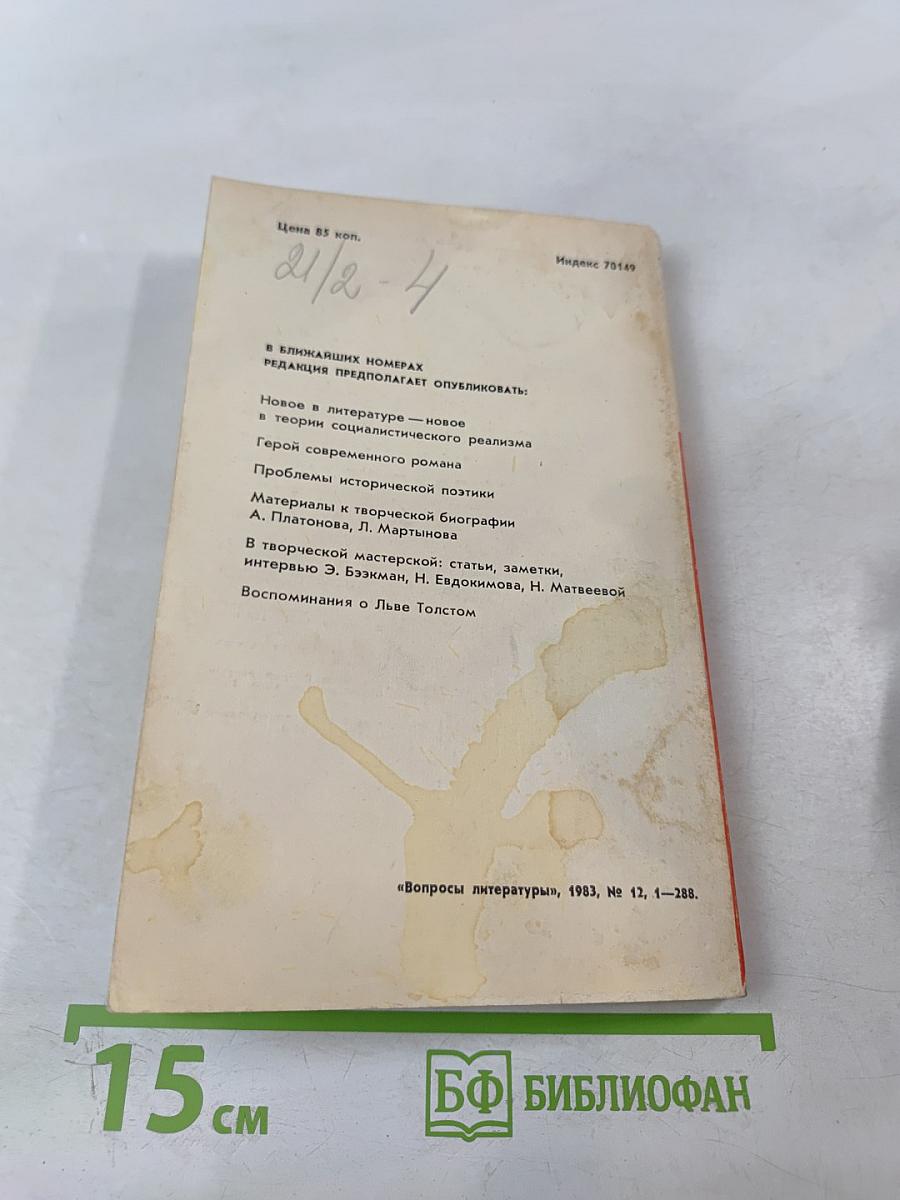 Цена 85 коп.
Индекс 70149
21/2 - 4
В БЛИЖАЙШИХ НОМЕРАХ
РЕДАКЦИЯ ПРЕДПОЛАГАЕТ ОПУБЛИКОВАТЬ:
Новое в литературе — новое
в теории социалистического реализма
Герой современного романа
Проблемы исторической поэтики
Материалы к творческой биографии
А. Платонова, Л. Мартынова
В творческой мастерской: статьи, заметки,
интервью Э. Бээкман, Н. Евдокимова, Н. Матвеевой
Воспоминания о Льве Толстом
«Вопросы литературы», 1983, № 12, 1—288.
15 см
БФ БИБЛИОФАН